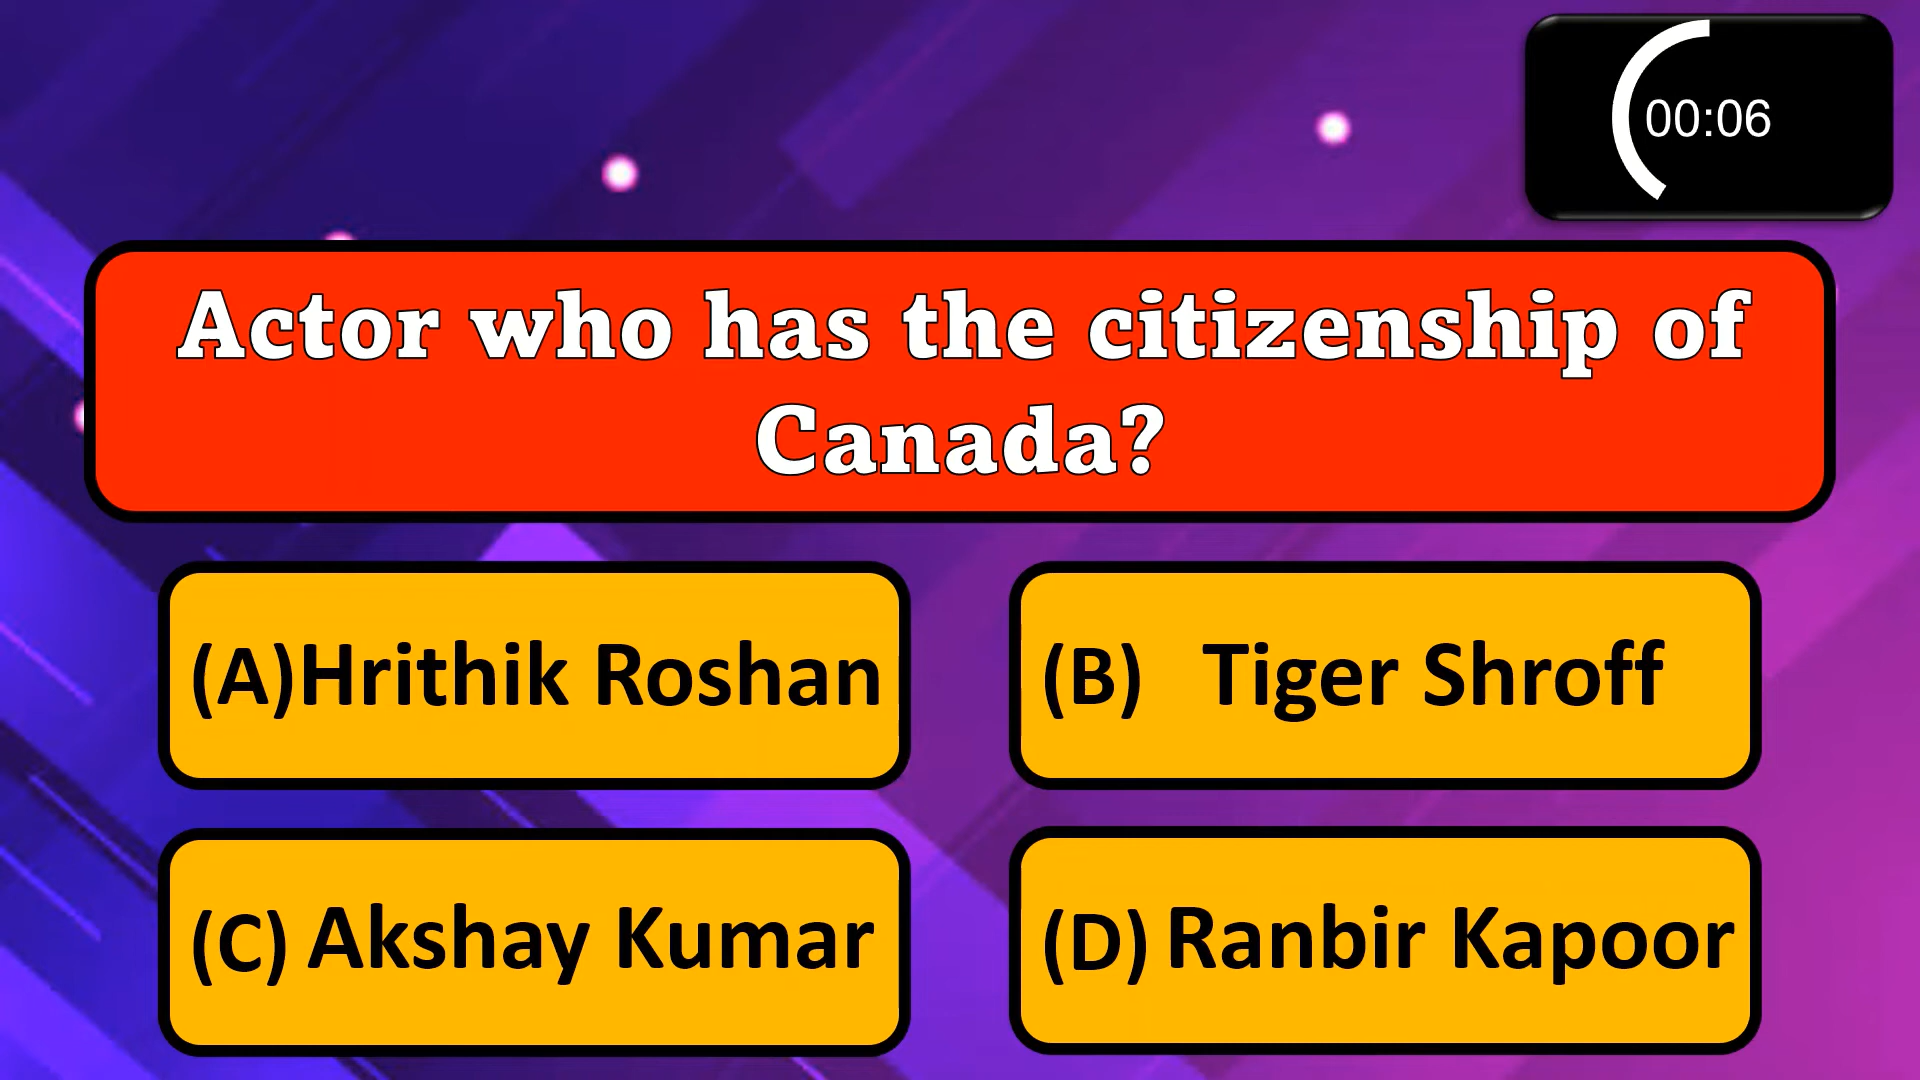 00:06
Actor who has the citizenship of
Canada?
(A)Hrithik Roshan
(B) Tiger Shroff
(C) Akshay Kumar
(D) Ranbir Kapoor